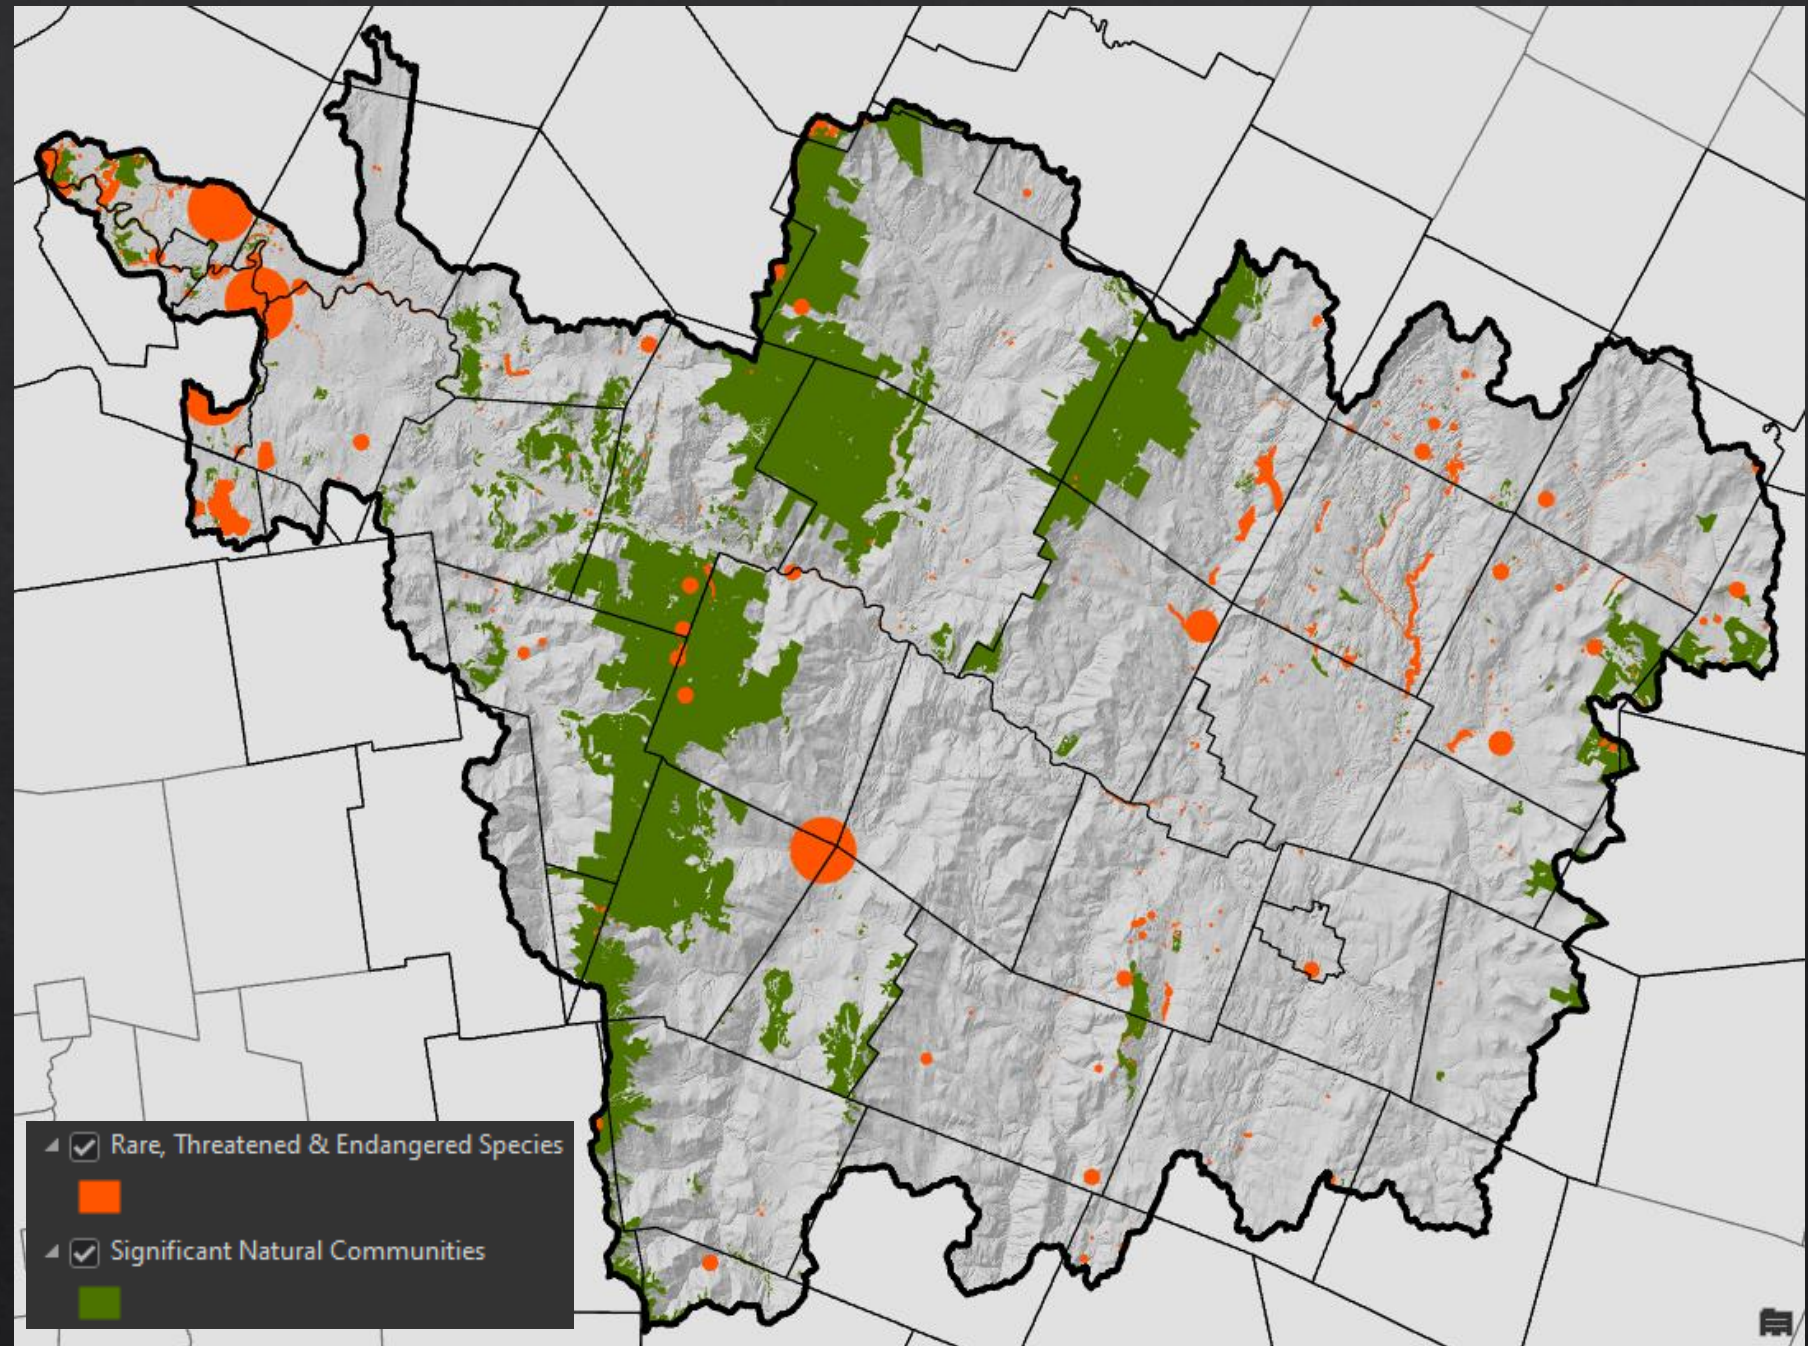 Rare, Threatened & Endangered Species
Significant Natural Communities